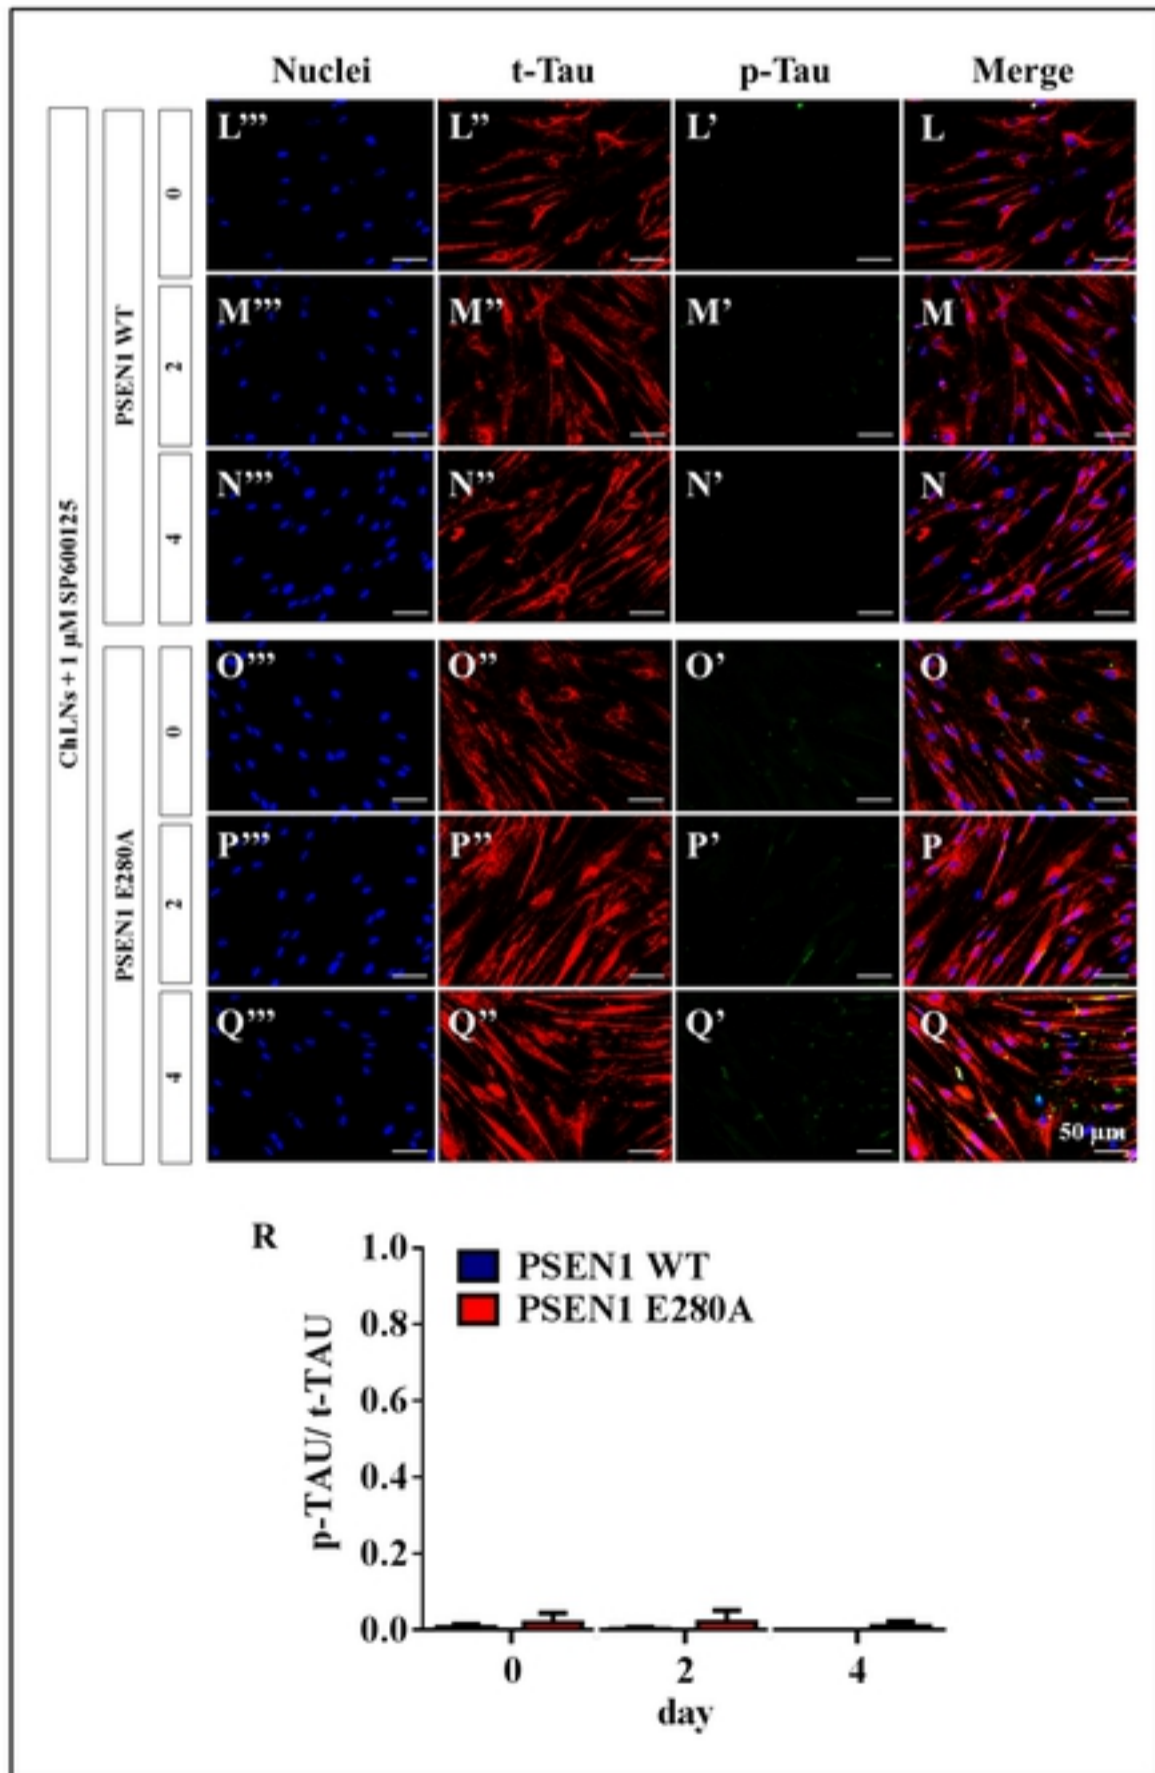 Nuclei t-Tau p-Tau Merge
ChLNs + 1 µM SP600125
PSEN1 WT
0
L’’’ L’’ L’ L
2
M’’’ M’’ M’ M
4
N’’’ N’’ N’ N
PSEN1 E280A
0
O’’’ O’’ O’ O
2
P’’’ P’’ P’ P
4
Q’’’ Q’’ Q’ Q
50 µm
R
PSEN1 WT
PSEN1 E280A
p-TAU/ t-TAU
1.0
0.8
0.6
0.4
0.2
0.0
0 2 4
day